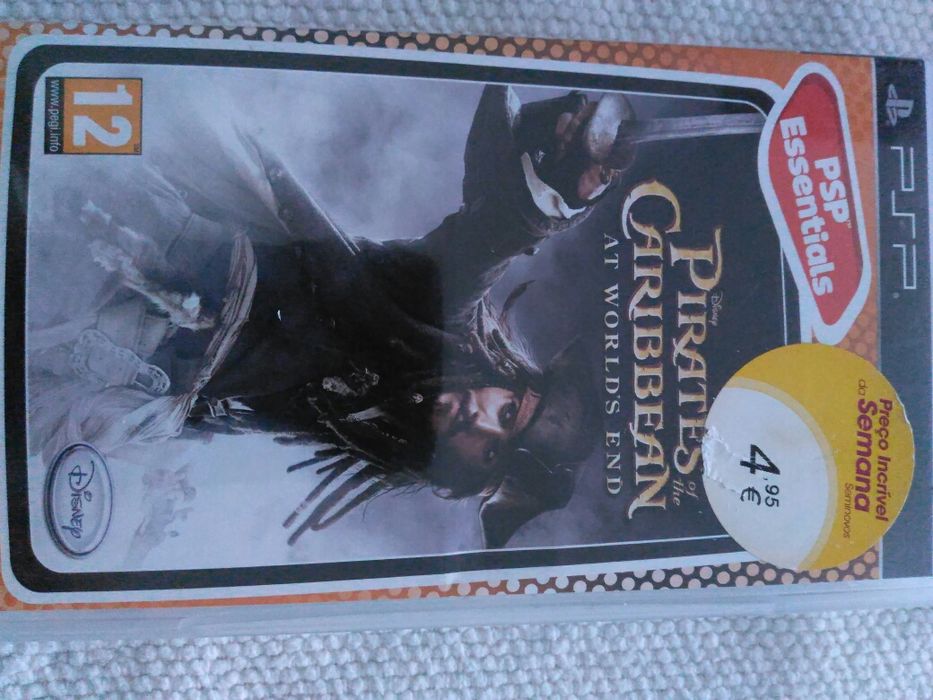 PSP
PSP™
Essentials
Disney
PIRATES of the
CARIBBEAN
AT WORLD'S END
Preço Incrível
da Semana
Seminovos
4,95
€
12
www.pegi.info
Disney